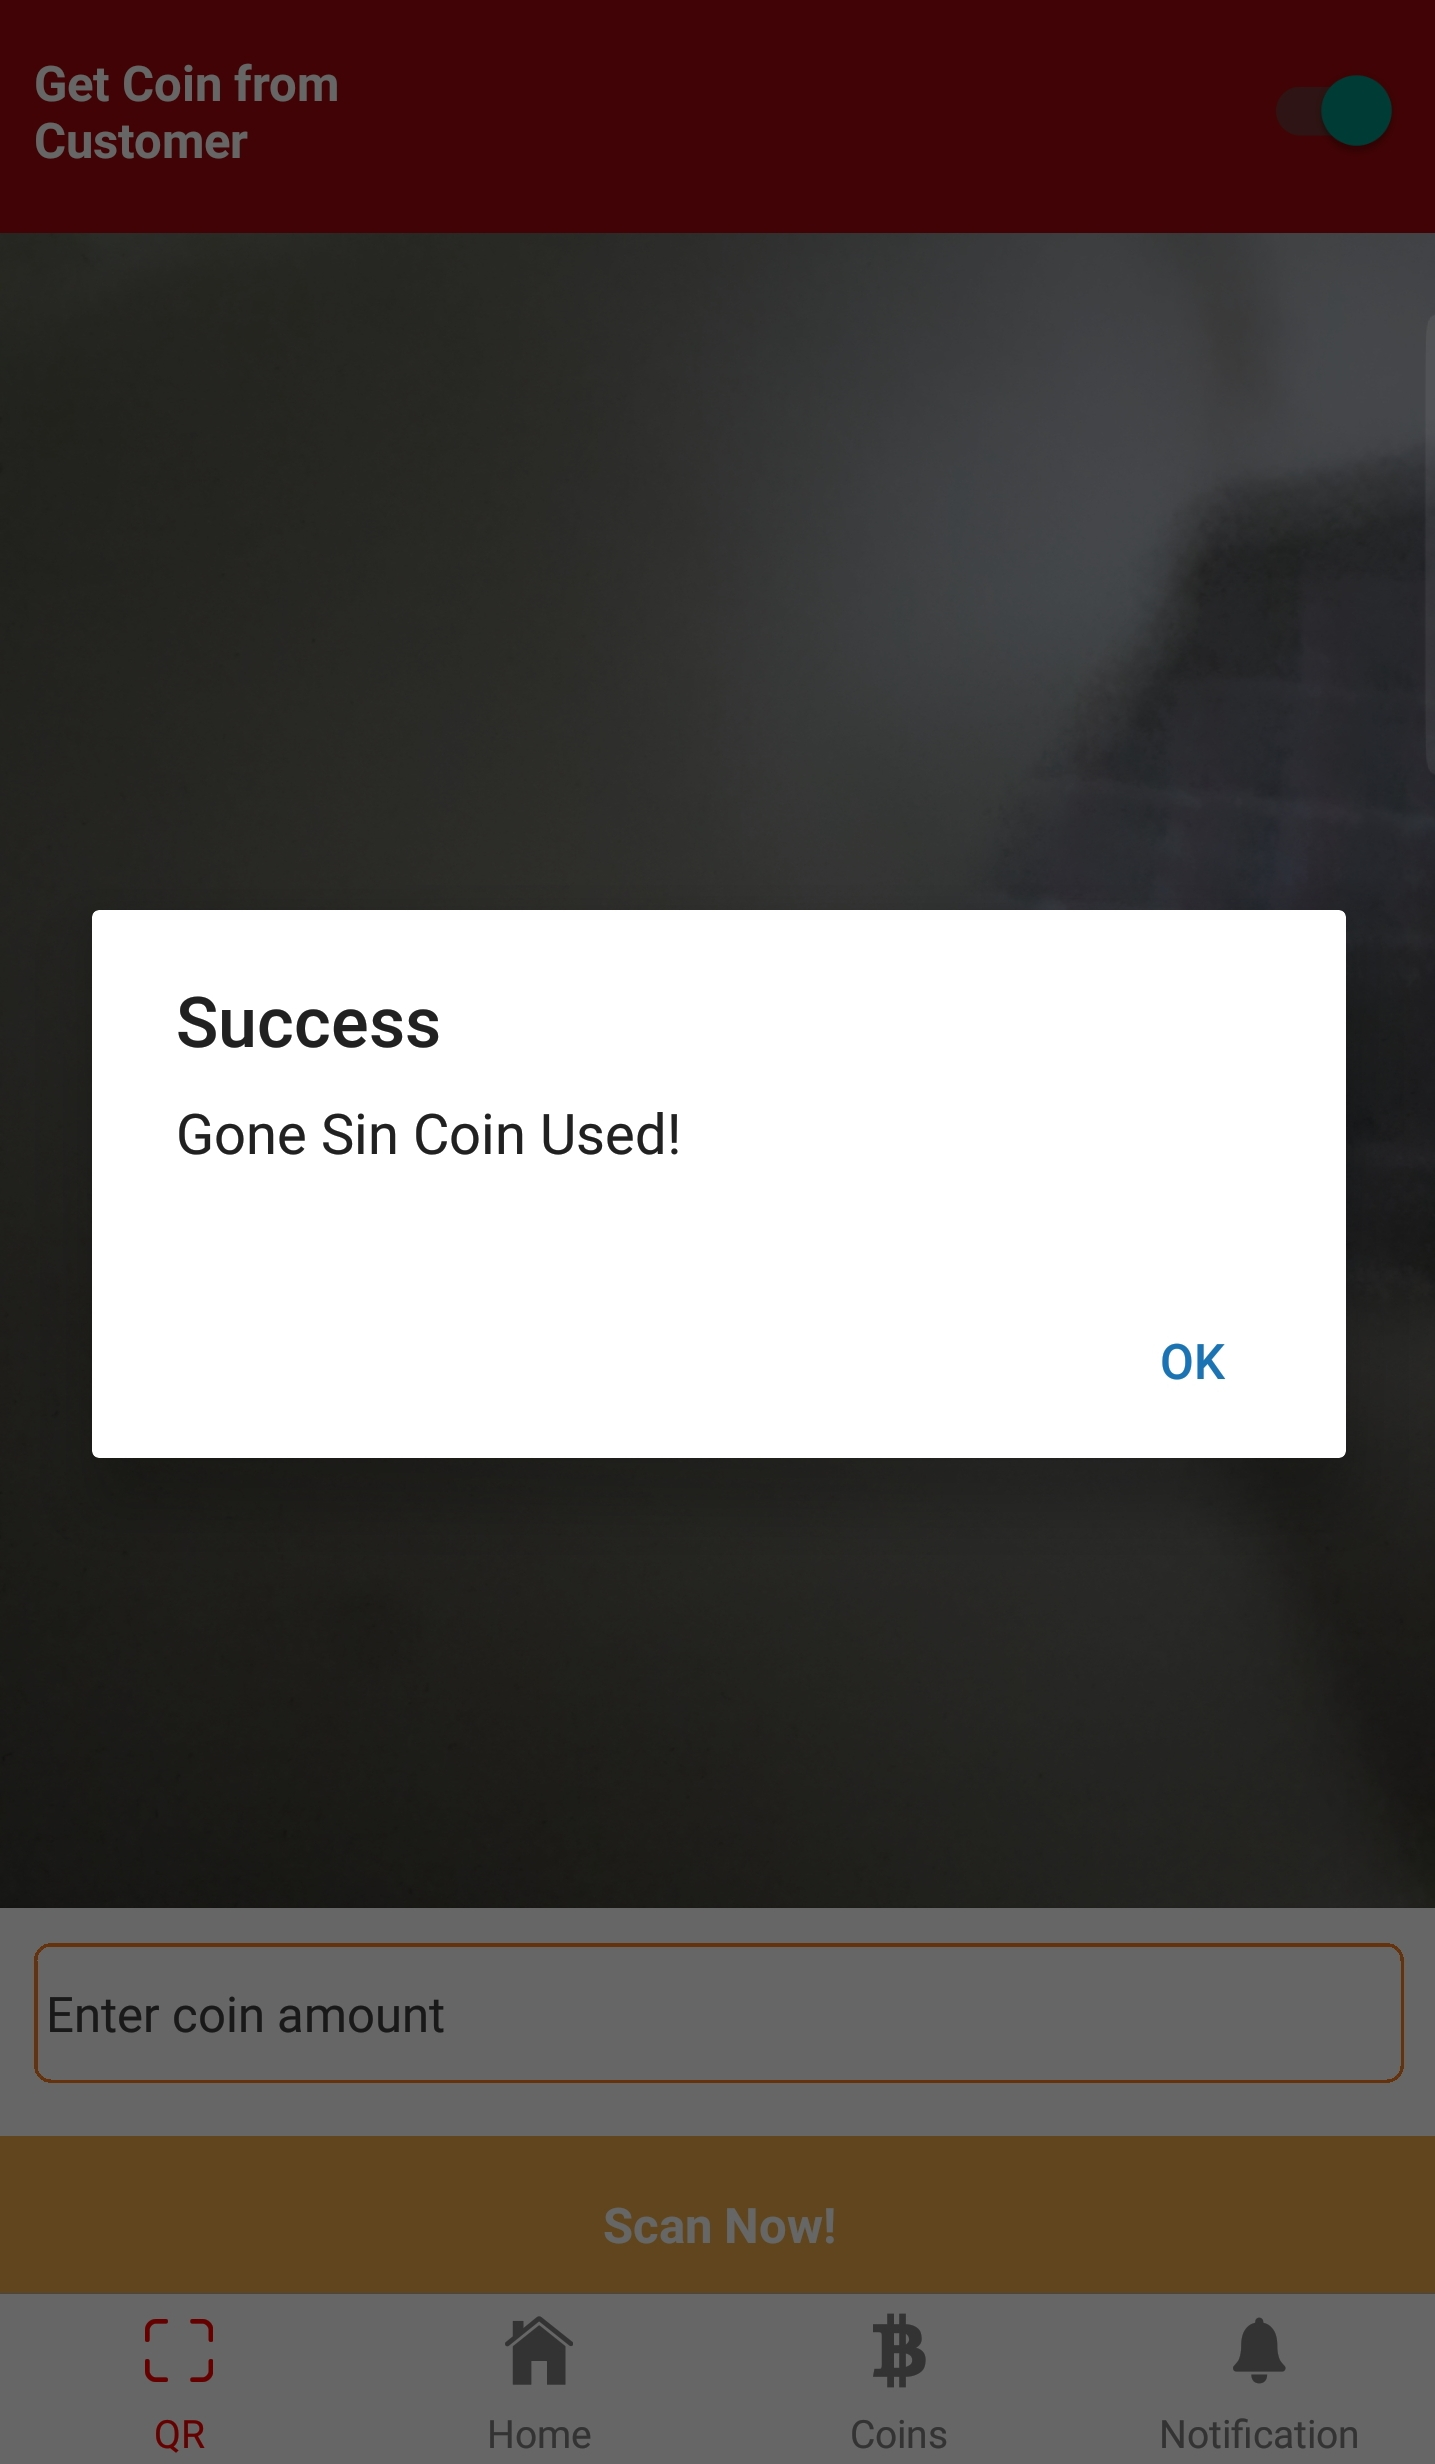 Get Coin from
Customer
Success
Gone Sin Coin Used!
OK
Enter coin amount
Scan Now!
QR
Home
Coins
Notification